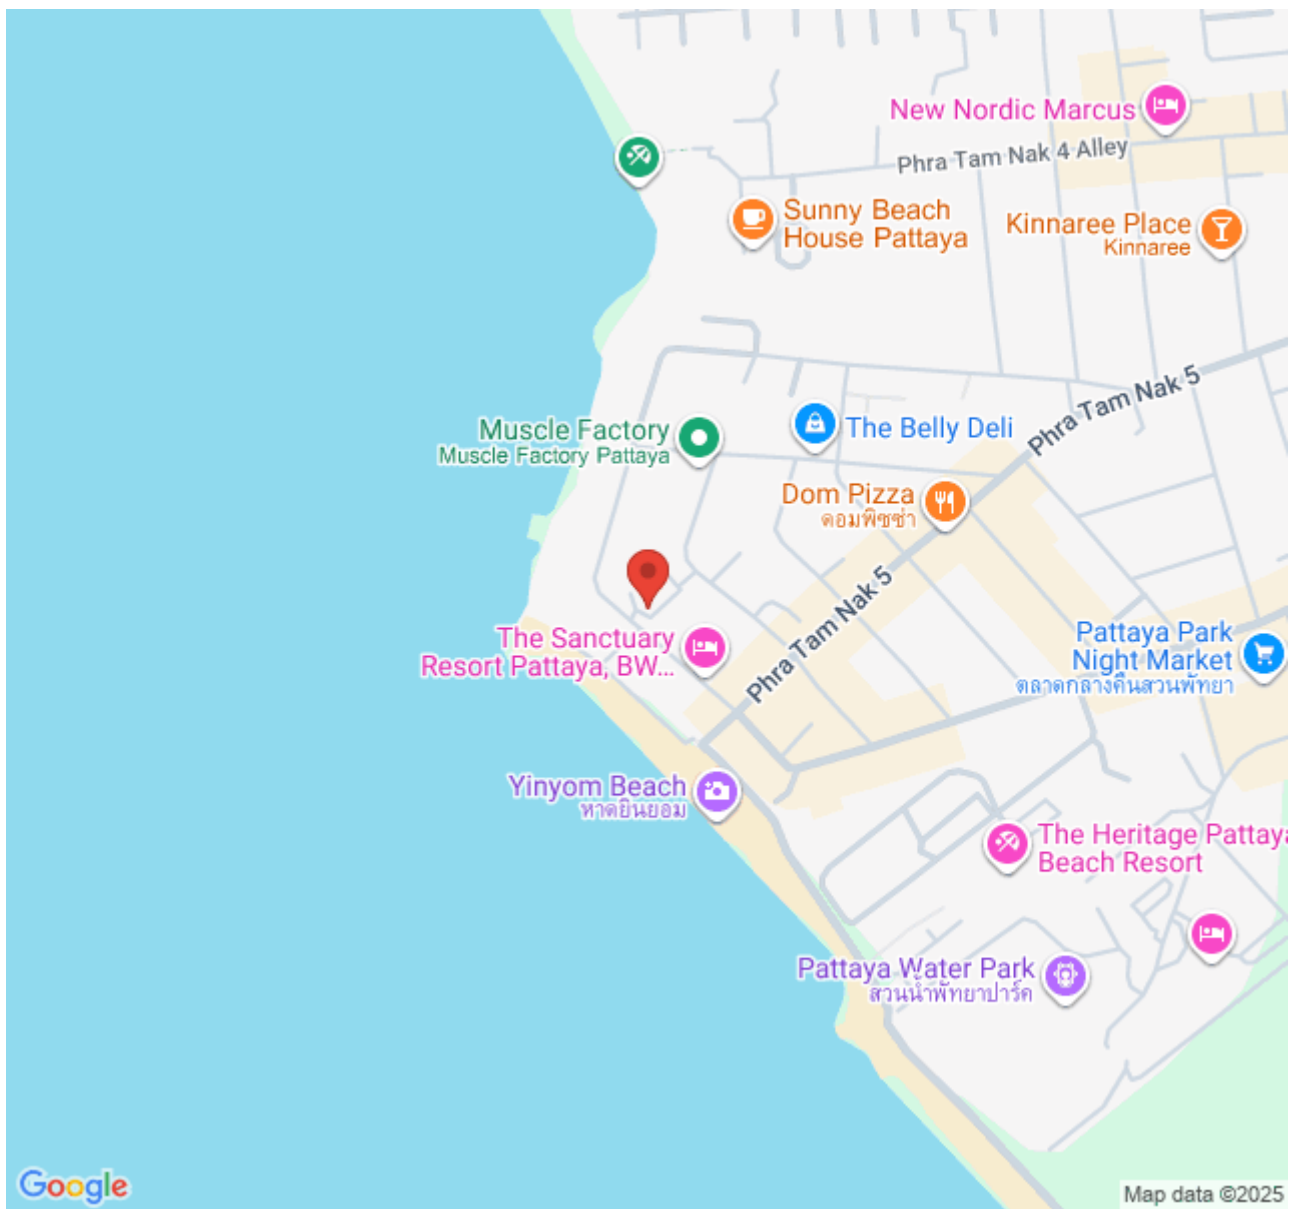 New Nordic Marcus
Phra Tam Nak 4 Alley
Sunny Beach
House Pattaya
Kinnaree Place
Kinnaree
Phra Tam Nak 5
Muscle Factory
Muscle Factory Pattaya
The Belly Deli
Dom Pizza
ดอมพิซซ่า
Phra Tam Nak 5
The Sanctuary
Resort Pattaya, BW...
Pattaya Park
Night Market
ตลาดกลางคืนสวนพัทยา
Yinyom Beach
หาดยินยอม
The Heritage Pattaya
Beach Resort
Pattaya Water Park
สวนน้ำพัทยาปาร์ค
Google
Map data ©2025